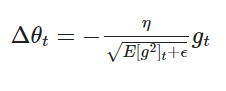 Δθ_t = − η / √(E[g²]_t + ϵ) g_t